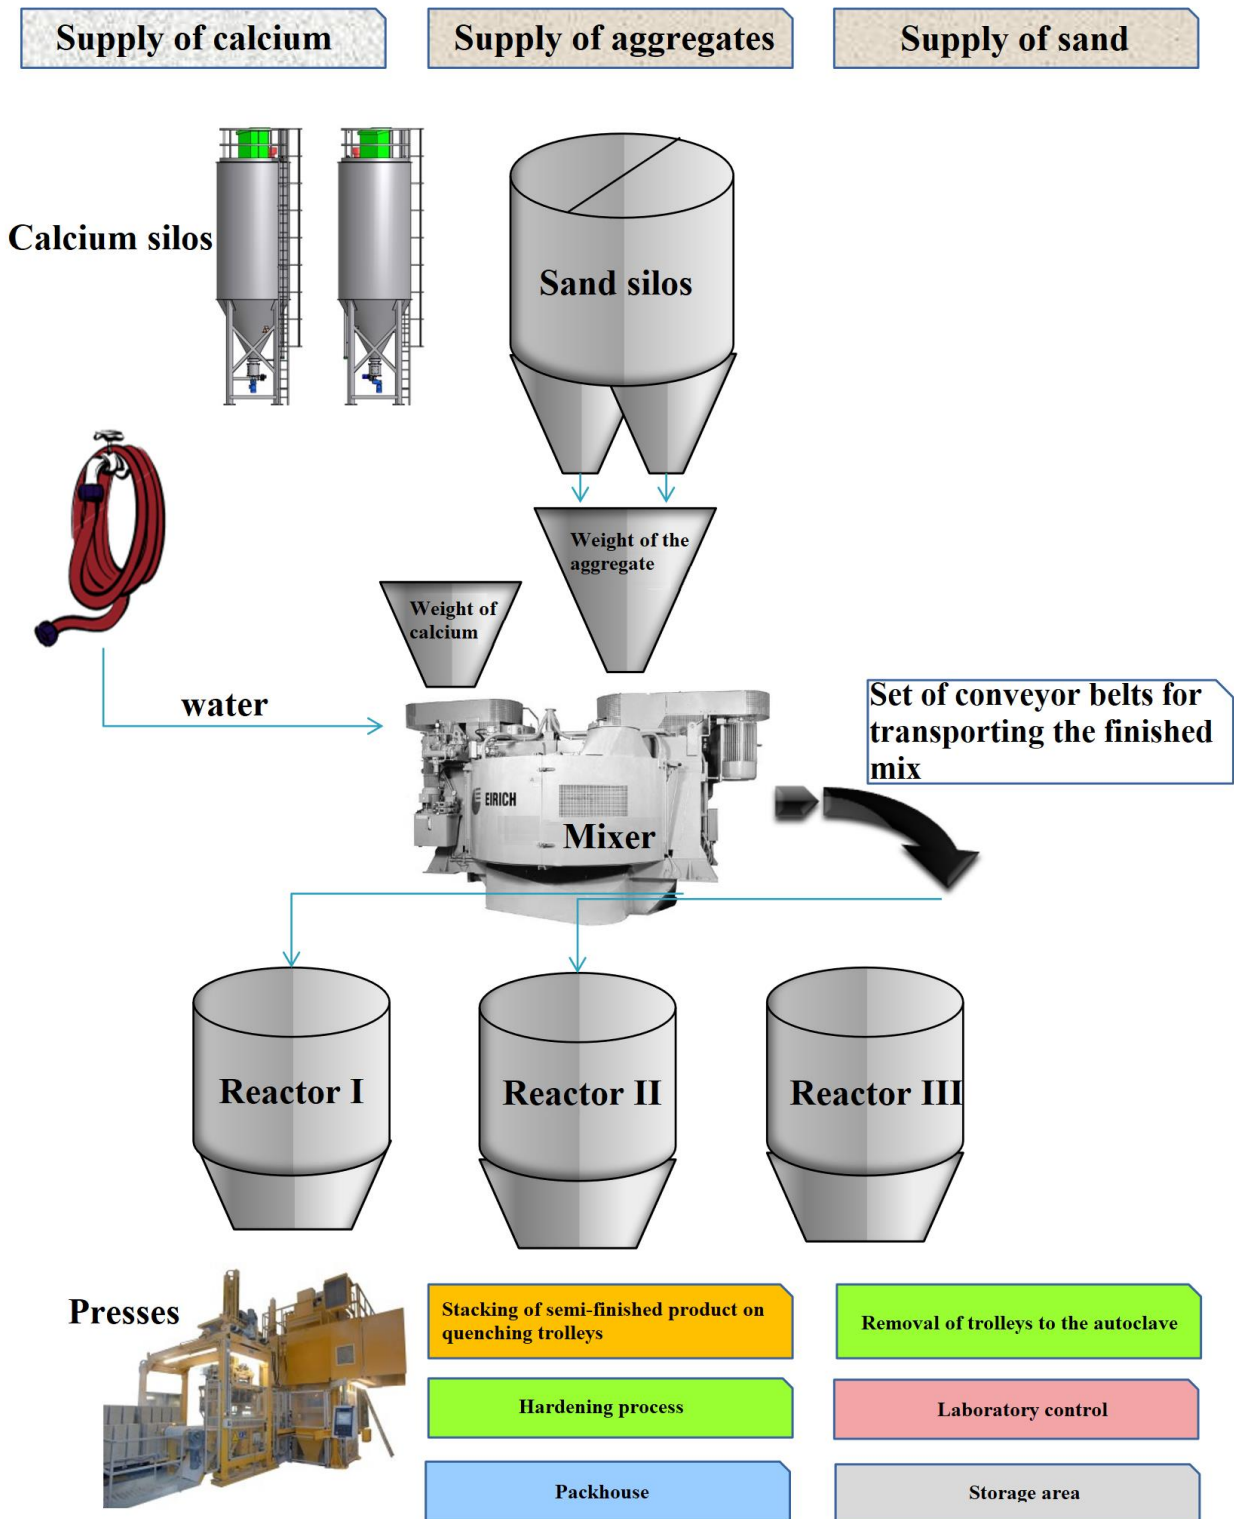 Supply of calcium
Supply of aggregates
Supply of sand
Calcium silos
Sand silos
Weight of the
aggregate
Weight of
calcium
water
Set of conveyor belts for
transporting the finished
mix
EIRICH
Mixer
Reactor I
Reactor II
Reactor III
Presses
Stacking of semi-finished product on
quenching trolleys
Removal of trolleys to the autoclave
Hardening process
Laboratory control
Packhouse
Storage area